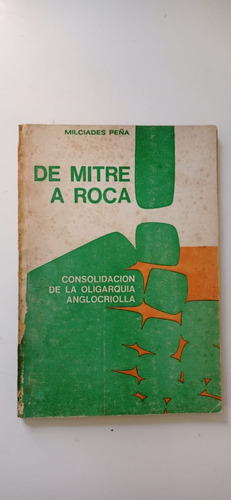 MILCIADES PEÑA
DE MITRE
A ROCA
CONSOLIDACION
DE LA OLIGARQUIA
ANGLOCRIOLLA